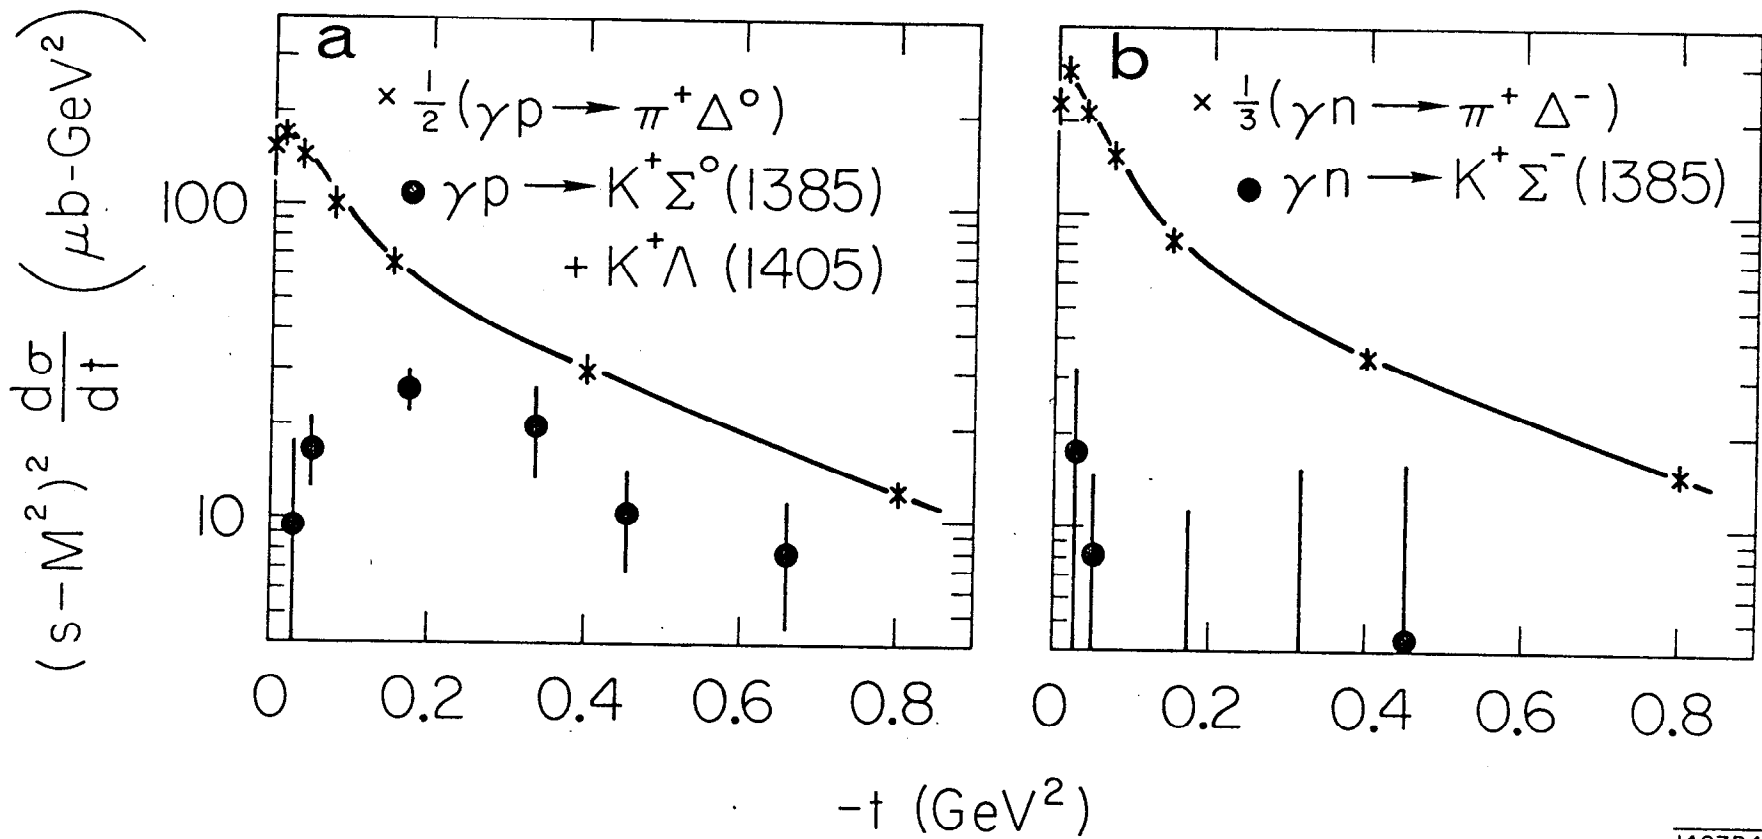 (s-M²)² dσ/dt (μb-GeV²)
100
10
a
× 1/2 (γp → π⁺Δ⁰)
● γp → K⁺Σ⁰(1385)
+ K⁺Λ (1405)
0 0.2 0.4 0.6 0.8
b
× 1/3 (γn → π⁺Δ⁻)
● γn → K⁺Σ⁻(1385)
0 0.2 0.4 0.6 0.8
-t (GeV²)